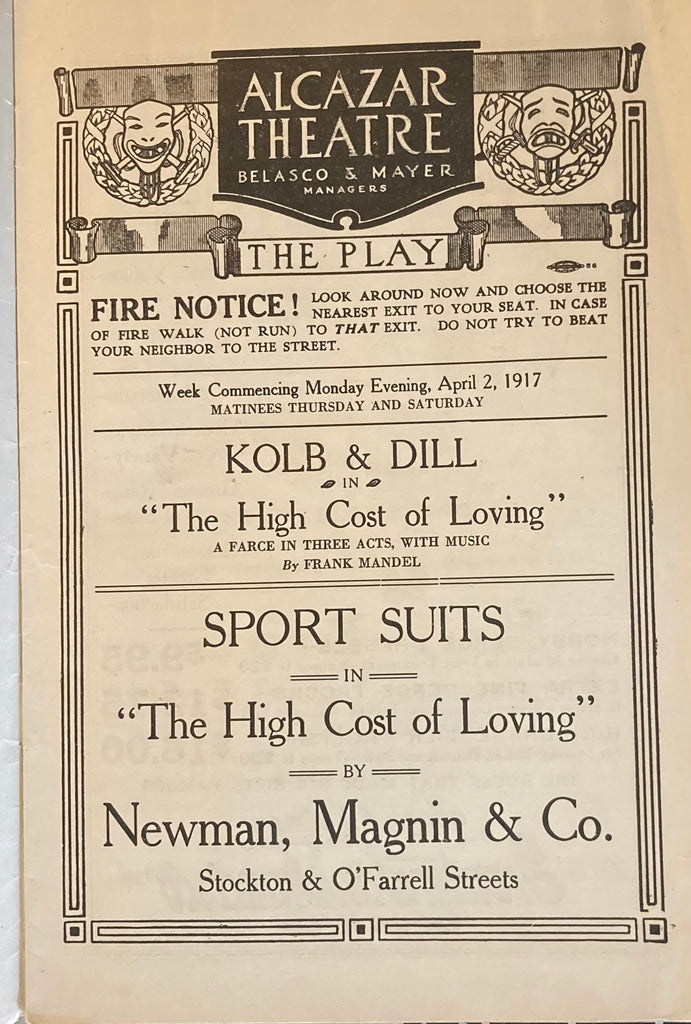 ALCAZAR
THEATRE
BELASCO & MAYER
MANAGERS
THE PLAY
FIRE NOTICE! LOOK AROUND NOW AND CHOOSE THE
NEAREST EXIT TO YOUR SEAT. IN CASE
OF FIRE WALK (NOT RUN) TO THAT EXIT. DO NOT TRY TO BEAT
YOUR NEIGHBOR TO THE STREET.
Week Commencing Monday Evening, April 2, 1917
MATINEES THURSDAY AND SATURDAY
KOLB & DILL
IN
"The High Cost of Loving"
A FARCE IN THREE ACTS, WITH MUSIC
By FRANK MANDEL
SPORT SUITS
IN
"The High Cost of Loving"
BY
Newman, Magnin & Co.
Stockton & O'Farrell Streets